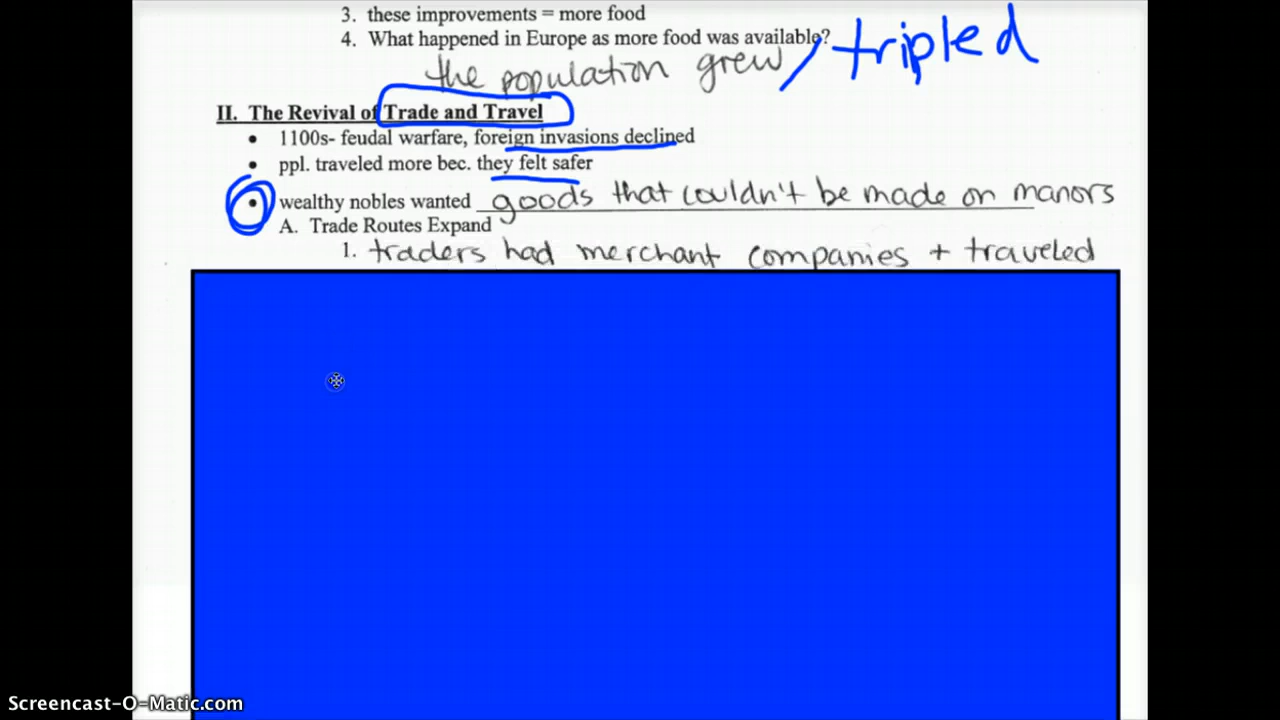 3. these improvements = more food
4. What happened in Europe as more food was available?
the population grew / tripled
II. The Revival of Trade and Travel
• 1100s- feudal warfare, foreign invasions declined
• ppl. traveled more bec. they felt safer
• wealthy nobles wanted goods that couldn't be made on manors
A. Trade Routes Expand
1. traders had merchant companies + traveled
Screencast-O-Matic.com